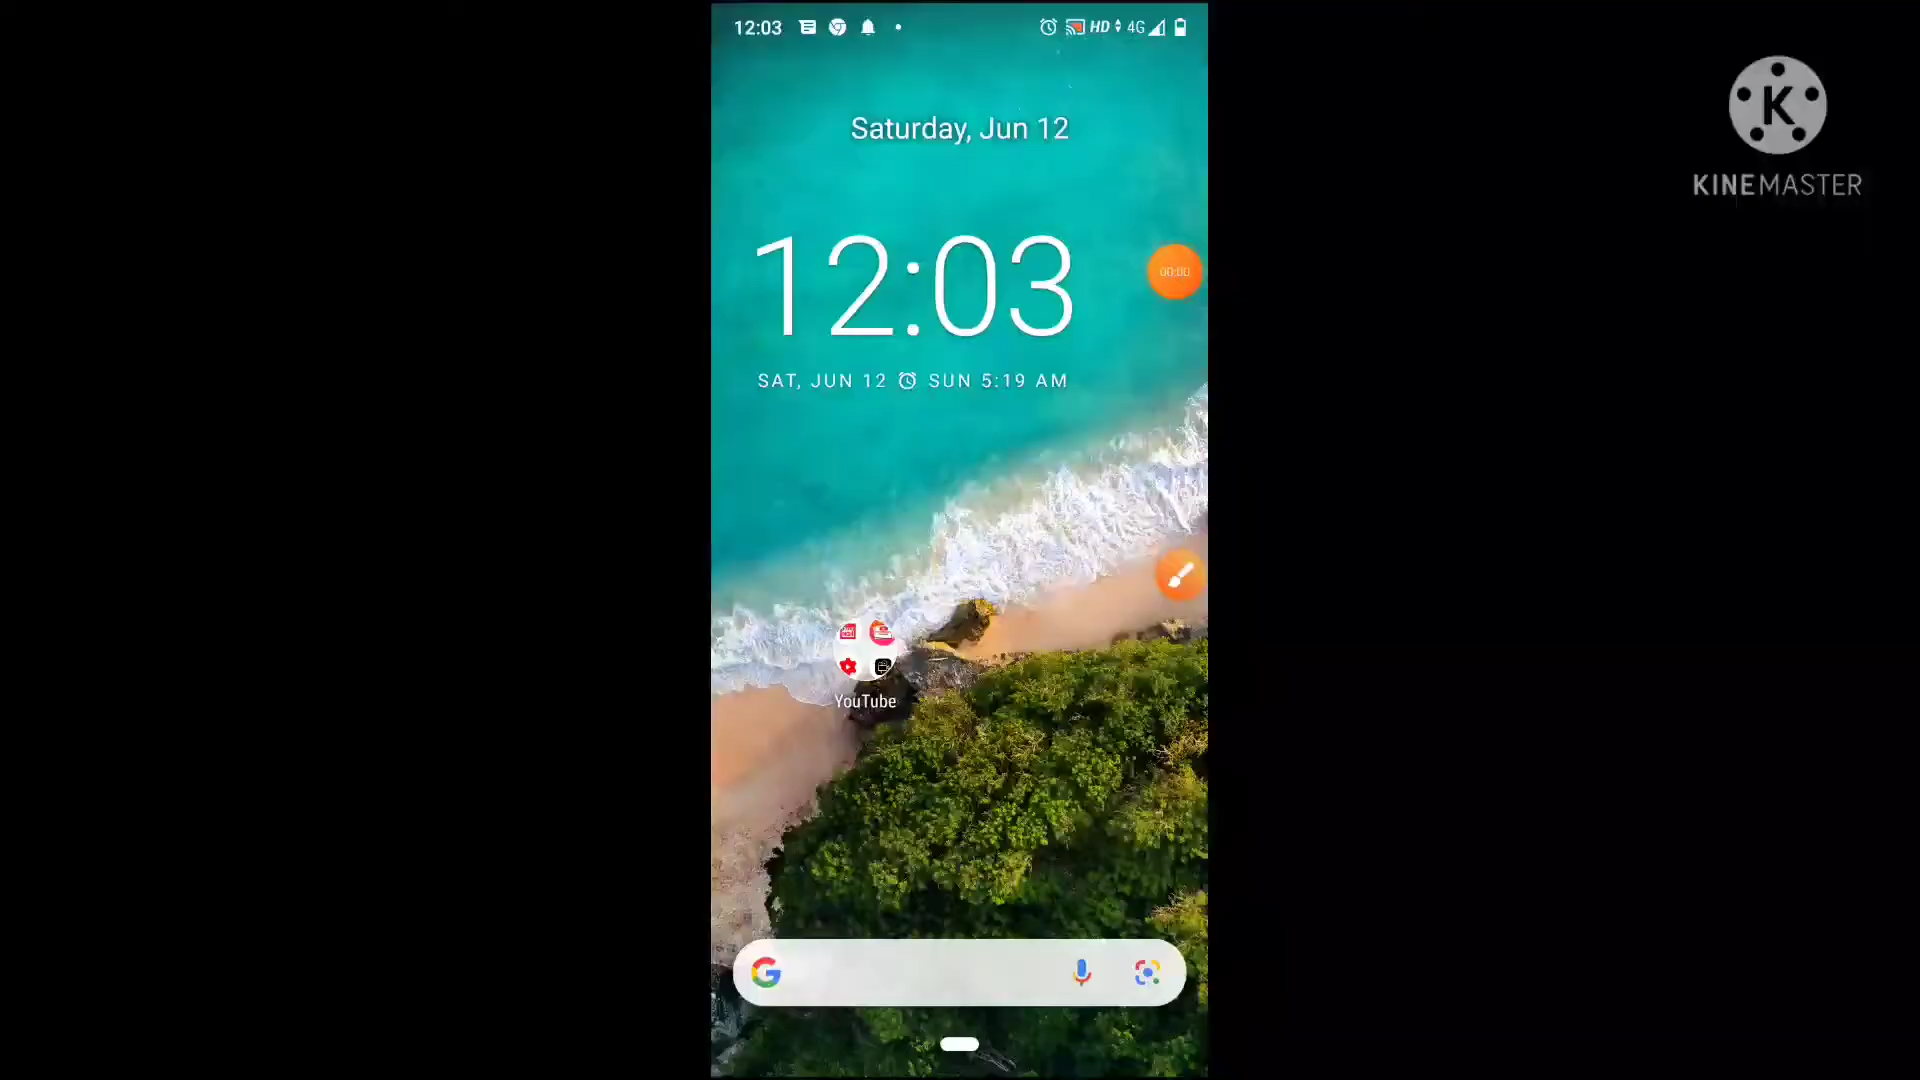 12:03
HD 4G
K
KINEMASTER
Saturday, Jun 12
12:03
00:00
SAT, JUN 12 SUN 5:19 AM
YouTube
G